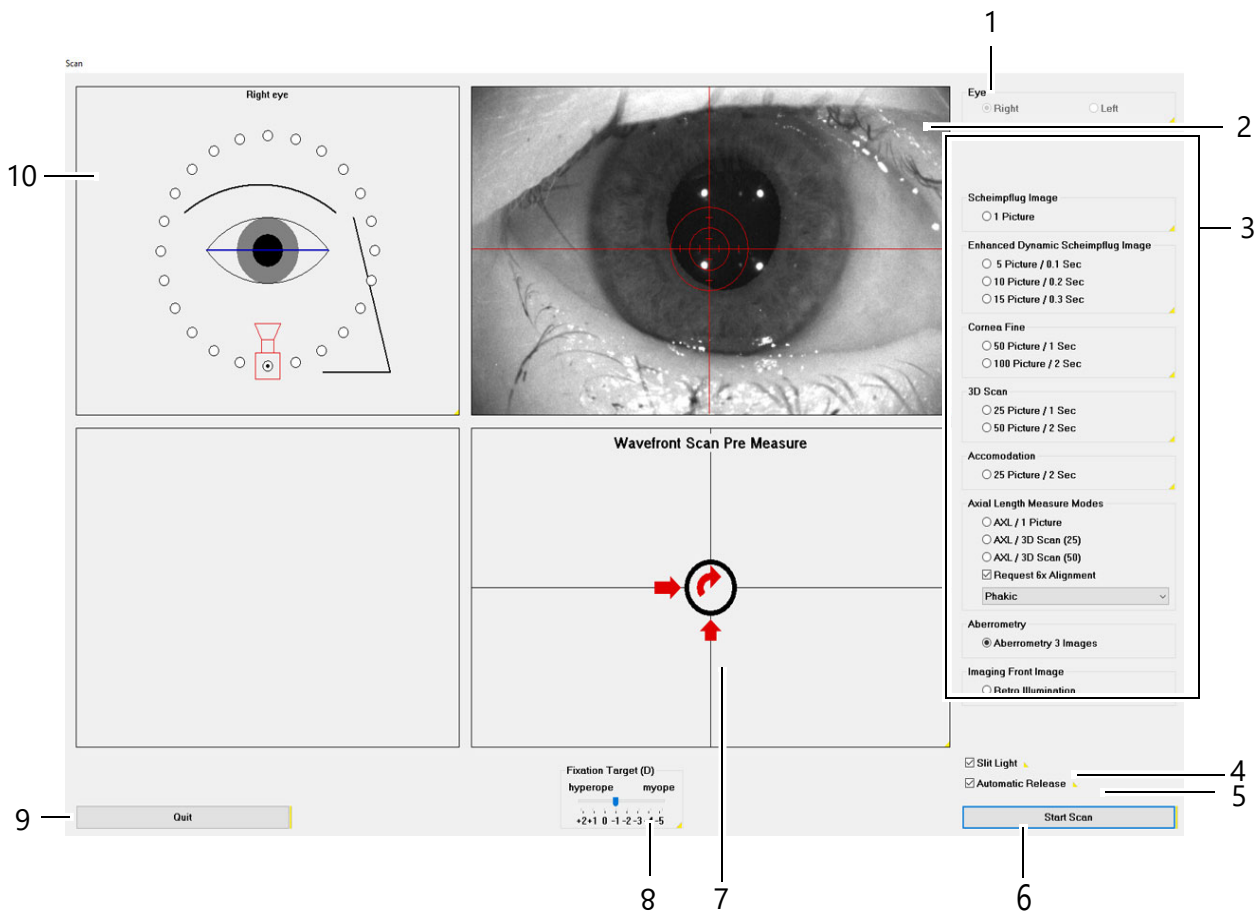 1
Scan
Right eye
Eye
Right
Left
2
3
10
Scheimpflug Image
1 Picture
Enhanced Dynamic Scheimpflug Image
5 Picture / 0.1 Sec
10 Picture / 0.2 Sec
15 Picture / 0.3 Sec
Cornea Fine
50 Picture / 1 Sec
100 Picture / 2 Sec
3D Scan
25 Picture / 1 Sec
50 Picture / 2 Sec
Wavefront Scan Pre Measure
Accomodation
25 Picture / 2 Sec
Axial Length Measure Modes
AXL / 1 Picture
AXL / 3D Scan (25)
AXL / 3D Scan (50)
Request 6x Alignment
Phakic
Aberrometry
Aberrometry 3 Images
Imaging Front Image
Retro Illumination
Slit Light
4
Automatic Release
5
Fixation Target (D)
hyperope myope
+2+1 0 -1 -2 -3 -4 -5
9
Quit
Start Scan
8
7
6